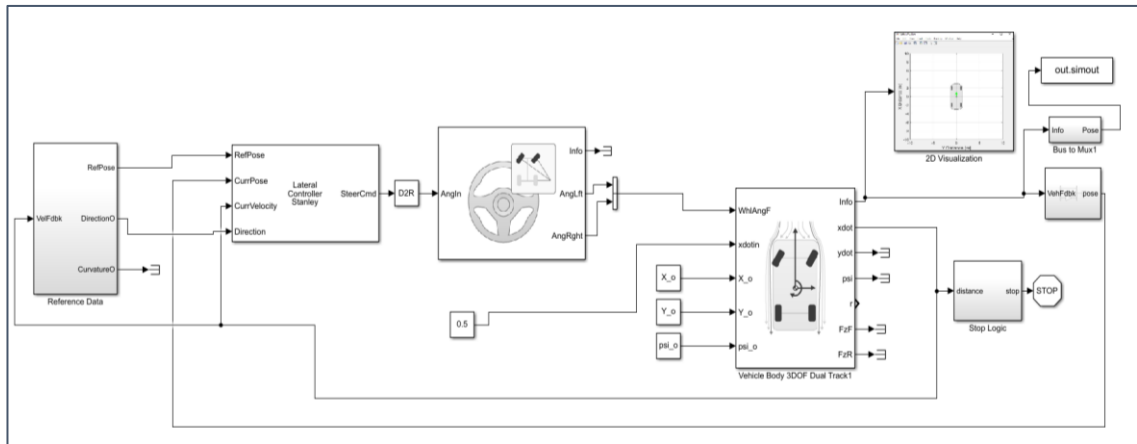 RefPose
DirectionO
CurvatureO
VelFdbk
Reference Data
RefPose
CurrPose
CurrVelocity
Direction
Lateral
Controller
Stanley
SteerCmd
D2R
AngIn
Info
AngLft
AngRght
0.5
X_o
Y_o
psi_o
WhlAngF
xdotin
X_o
Y_o
psi_o
Info
xdot
ydot
psi
r
FzF
FzR
Vehicle Body 3DOF Dual Track1
2D Visualization
out.simout
Info
Pose
Bus to Mux1
VehFdbk
pose
distance
stop
Stop Logic
STOP